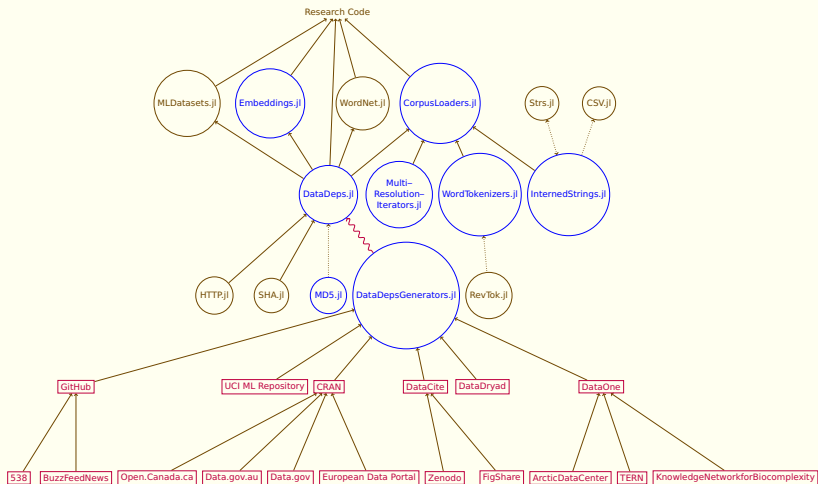 Research Code
MLDatasets.jl
Embeddings.jl
WordNet.jl
CorpusLoaders.jl
Strs.jl
CSV.jl
DataDeps.jl
Multi–
Resolution–
Iterators.jl
WordTokenizers.jl
InternedStrings.jl
HTTP.jl
SHA.jl
MD5.jl
DataDepsGenerators.jl
RevTok.jl
GitHub
UCI ML Repository
CRAN
DataCite
DataDryad
DataOne
538
BuzzFeedNews
Open.Canada.ca
Data.gov.au
Data.gov
European Data Portal
Zenodo
FigShare
ArcticDataCenter
TERN
KnowledgeNetworkforBiocomplexity